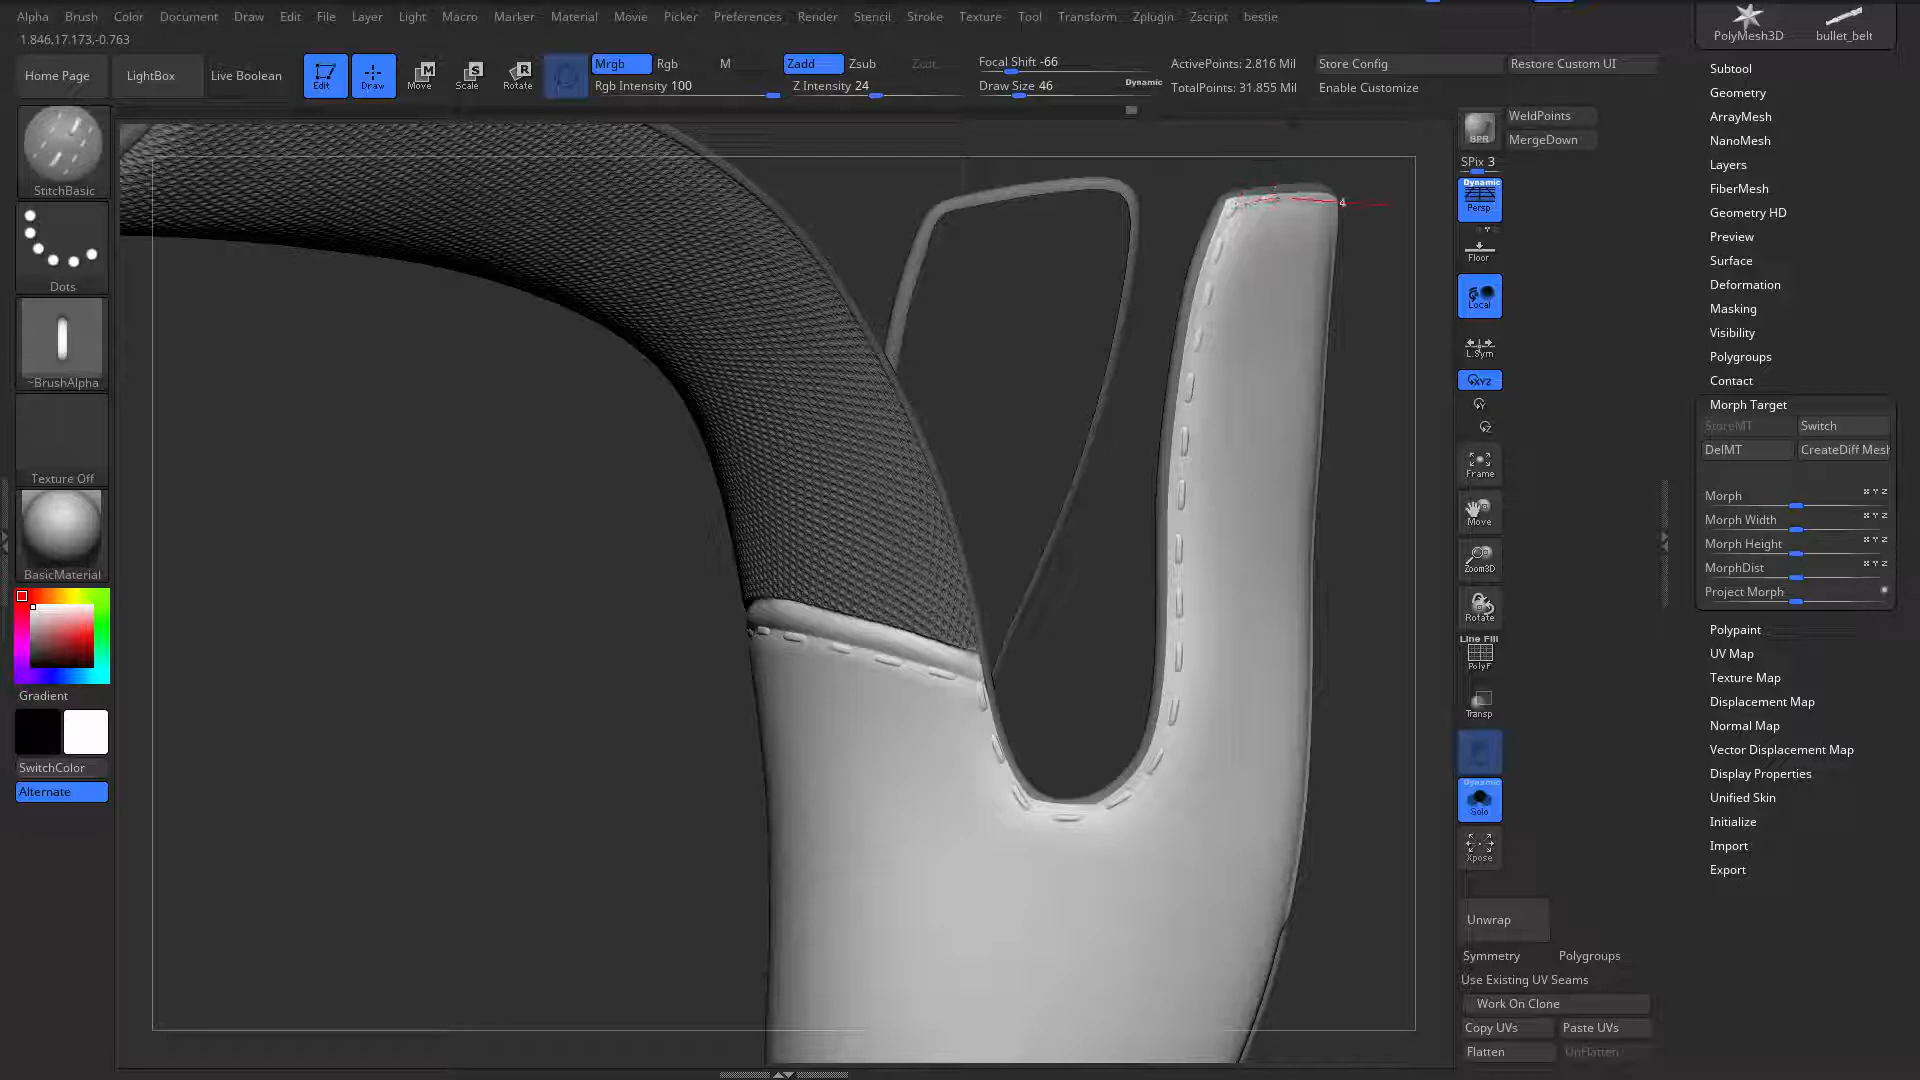 Alpha Brush Color Document Draw Edit File Layer Light Macro Marker Material Movie Picker Preferences Render Stencil Stroke Texture Tool Transform Zplugin Zscript bestie
1.846,17.173,-0.763
PolyMesh3D bullet_belt
Home Page LightBox Live Boolean Edit Draw Move Scale Rotate
Mrgb Rgb M Zadd Zsub Zcut
Rgb Intensity 100 Z Intensity 24
Focal Shift -66
Draw Size 46 Dynamic
ActivePoints: 2.816 Mil
TotalPoints: 31.855 Mil
Store Config Restore Custom UI
Enable Customize
StitchBasic
Dots
~BrushAlpha
Texture Off
BasicMaterial
Gradient
SwitchColor
Alternate
4
BPR
WeldPoints
MergeDown
SPix 3
Dynamic
Persp
Floor
Local
L.Sym
XYZ
Y
Z
Frame
Move
Zoom3D
Rotate
Line Fill
PolyF
Transp
Dynamic
Solo
Xpose
Unwrap
Symmetry Polygroups
Use Existing UV Seams
Work On Clone
Copy UVs Paste UVs
Flatten UnFlatten
Subtool
Geometry
ArrayMesh
NanoMesh
Layers
FiberMesh
Geometry HD
Preview
Surface
Deformation
Masking
Visibility
Polygroups
Contact
Morph Target
StoreMT Switch
DelMT CreateDiff Mesh
Morph X Y Z
Morph Width X Y Z
Morph Height X Y Z
MorphDist X Y Z
Project Morph
Polypaint
UV Map
Texture Map
Displacement Map
Normal Map
Vector Displacement Map
Display Properties
Unified Skin
Initialize
Import
Export